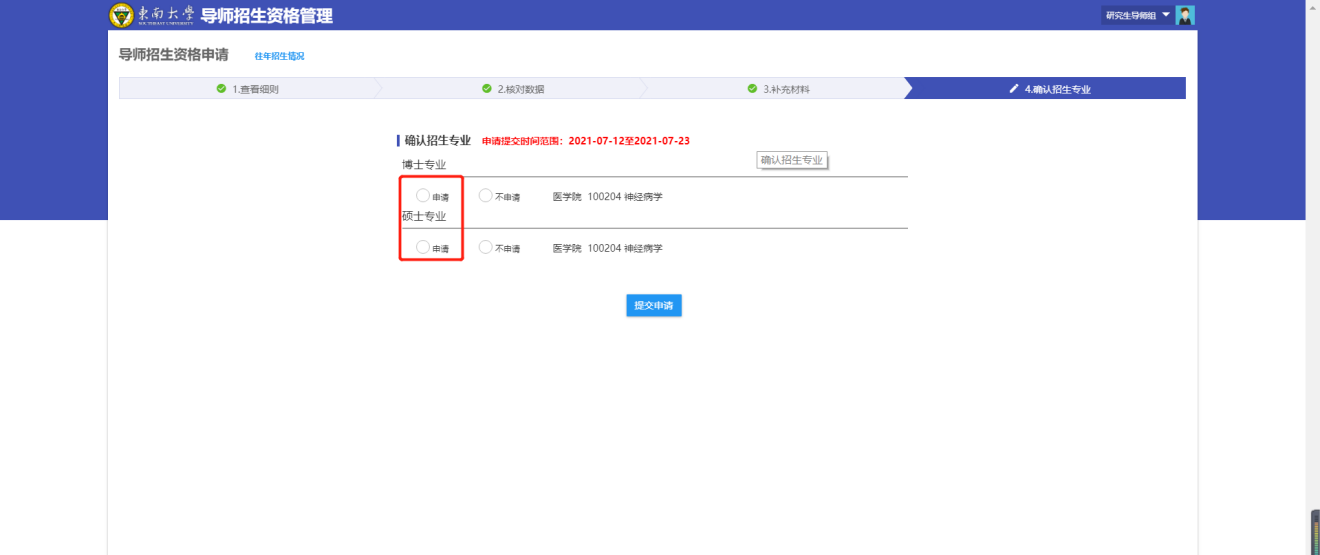 东南大学 导师招生资格管理 研究生导师组
SOUTHEAST UNIVERSITY
导师招生资格申请 往年招生情况
1.查看细则 2.核对数据 3.补充材料 4.确认招生专业
确认招生专业 申请提交时间范围：2021-07-12至2021-07-23
确认招生专业
博士专业
申请 不申请 医学院 100204 神经病学
硕士专业
申请 不申请 医学院 100204 神经病学
提交申请